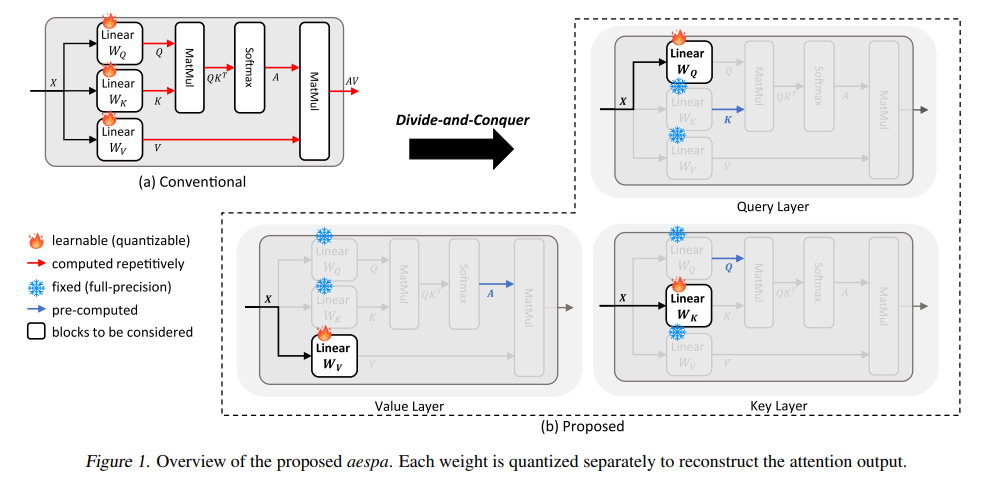 Linear
W_Q
Q
Linear
W_K
K
Linear
W_V
V
X
MatMul
QK^T
Softmax
A
MatMul
AV
(a) Conventional
Divide-and-Conquer
X
Linear
W_Q
Q
Linear
W_K
K
Linear
W_V
V
MatMul
QK^T
Softmax
A
MatMul
Query Layer
learnable (quantizable)
computed repetitively
fixed (full-precision)
pre-computed
blocks to be considered
X
Linear
W_Q
Q
Linear
W_K
K
Linear
W_V
V
MatMul
QK^T
Softmax
A
MatMul
Value Layer
X
Linear
W_Q
Q
Linear
W_K
K
Linear
W_V
V
MatMul
QK^T
Softmax
A
MatMul
Key Layer
(b) Proposed
Figure 1. Overview of the proposed aespa. Each weight is quantized separately to reconstruct the attention output.